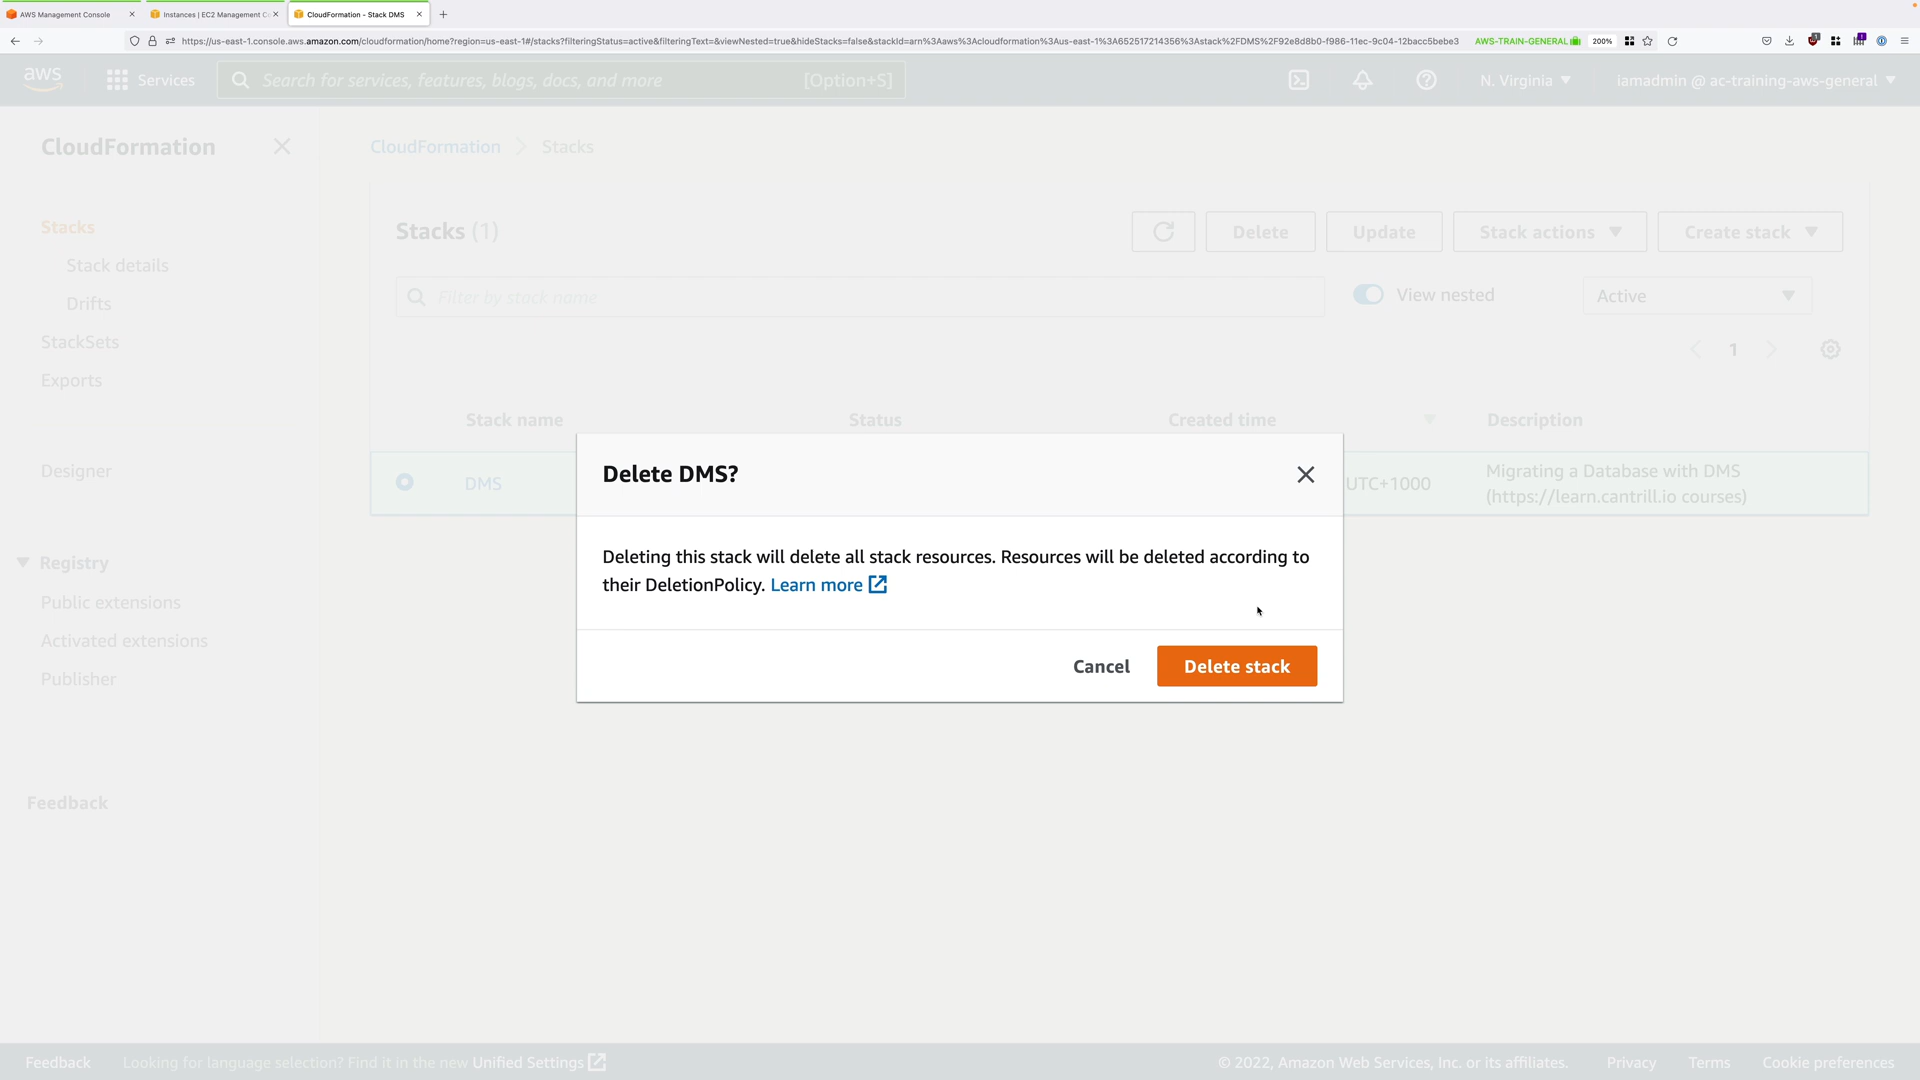 AWS Management Console
Instances | EC2 Management C
CloudFormation - Stack DMS
https://us-east-1.console.aws.amazon.com/cloudformation/home?region=us-east-1#/stacks?filteringStatus=active&filteringText=&viewNested=true&hideStacks=false&stackId=arn%3Aaws%3Acloudformation%3Aus-east-1%3A652517214356%3Astack%2FDMS%2F92e8d8b0-f986-11ec-9c04-12bacc5bebe3
AWS-TRAIN-GENERAL
200%
aws
Services
Search for services, features, blogs, docs, and more
[Option+S]
N. Virginia
iamadmin @ ac-training-aws-general
CloudFormation
CloudFormation
Stacks
Stacks
Stack details
Drifts
StackSets
Exports
Designer
Registry
Public extensions
Activated extensions
Publisher
Feedback
Stacks (1)
Delete
Update
Stack actions
Create stack
Filter by stack name
View nested
Active
1
Stack name
Status
Created time
Description
DMS
UTC+1000
Migrating a Database with DMS
(https://learn.cantrill.io courses)
Delete DMS?
Deleting this stack will delete all stack resources. Resources will be deleted according to
their DeletionPolicy. Learn more
Cancel
Delete stack
Feedback
Looking for language selection? Find it in the new Unified Settings
© 2022, Amazon Web Services, Inc. or its affiliates.
Privacy
Terms
Cookie preferences